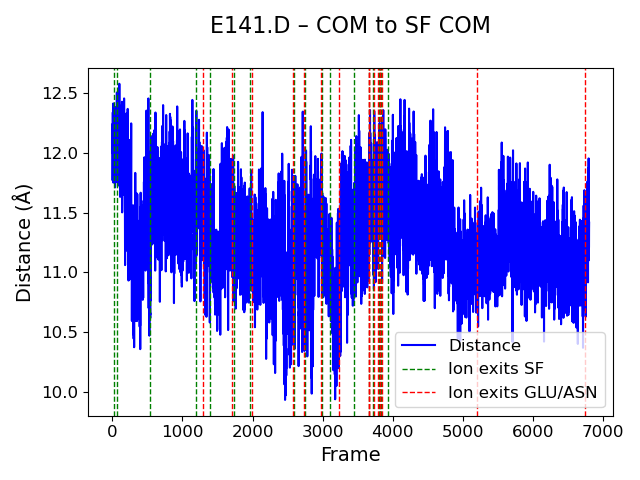 E141.D – COM to SF COM
12.5
12.0
11.5
11.0
10.5
10.0
Distance (Å)
0 1000 2000 3000 4000 5000 6000 7000
Frame
Distance
Ion exits SF
Ion exits GLU/ASN